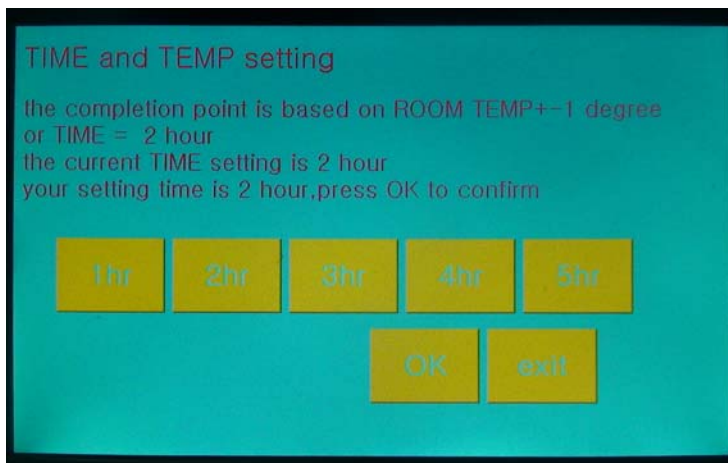 TIME and TEMP setting
the completion point is based on ROOM TEMP+-1 degree
or TIME = 2 hour
the current TIME setting is 2 hour
your setting time is 2 hour,press OK to confirm
1hr 2hr 3hr 4hr 5hr
OK exit